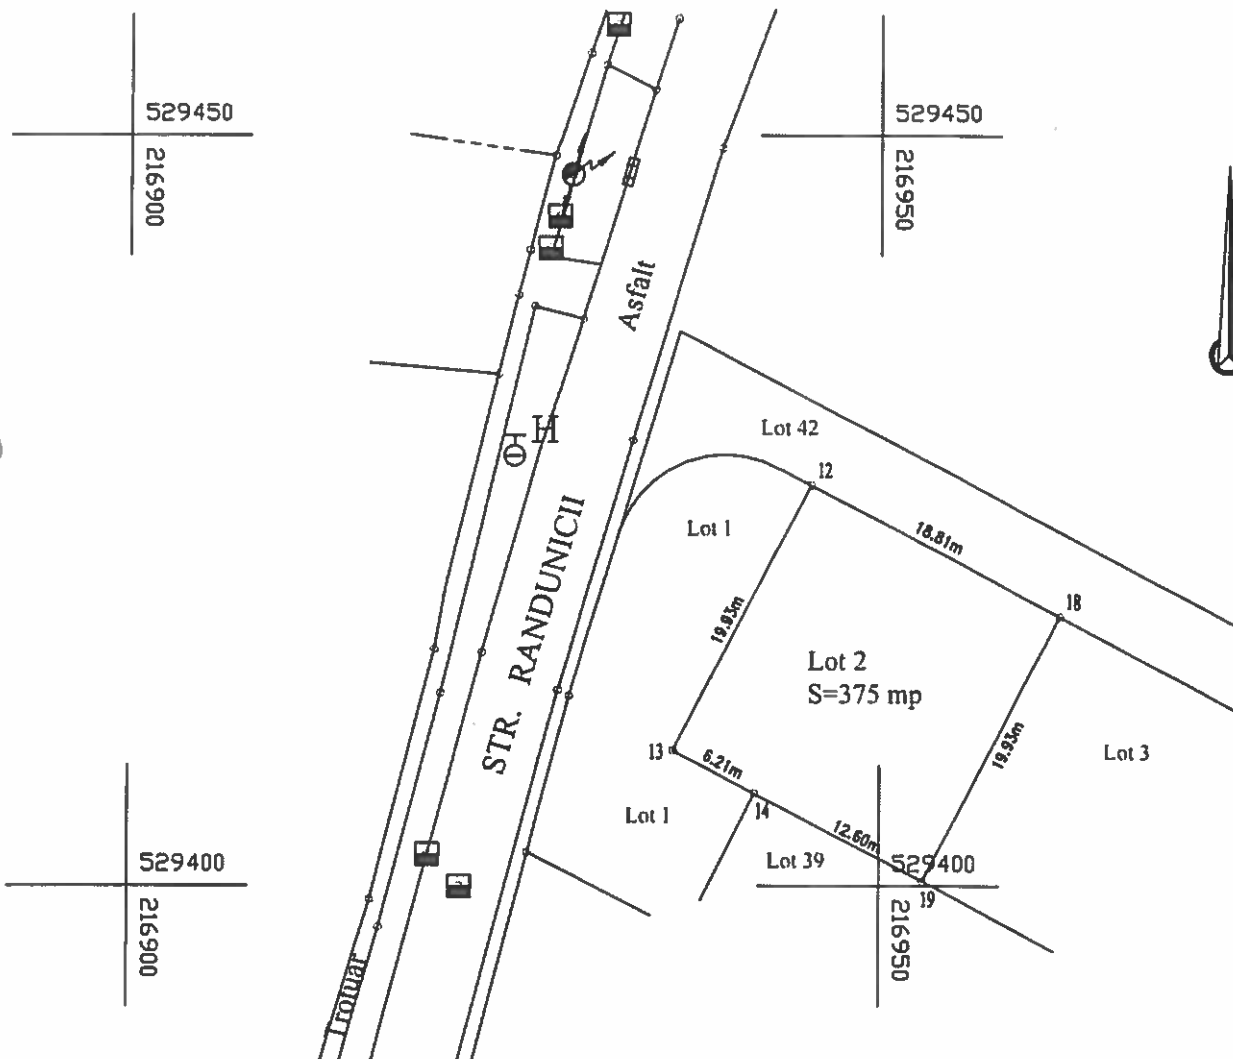 529450
216900
529450
216950
Asfalt
Lot 42
H
12
Lot 1
18.81m
STR. RANDUNICII
19.93m
18
Lot 2
S=375 mp
13
6.21m
19.93m
Lot 3
14
Lot 1
12.60m
Lot 39
529400
216900
529400
19
216950
Trotuar